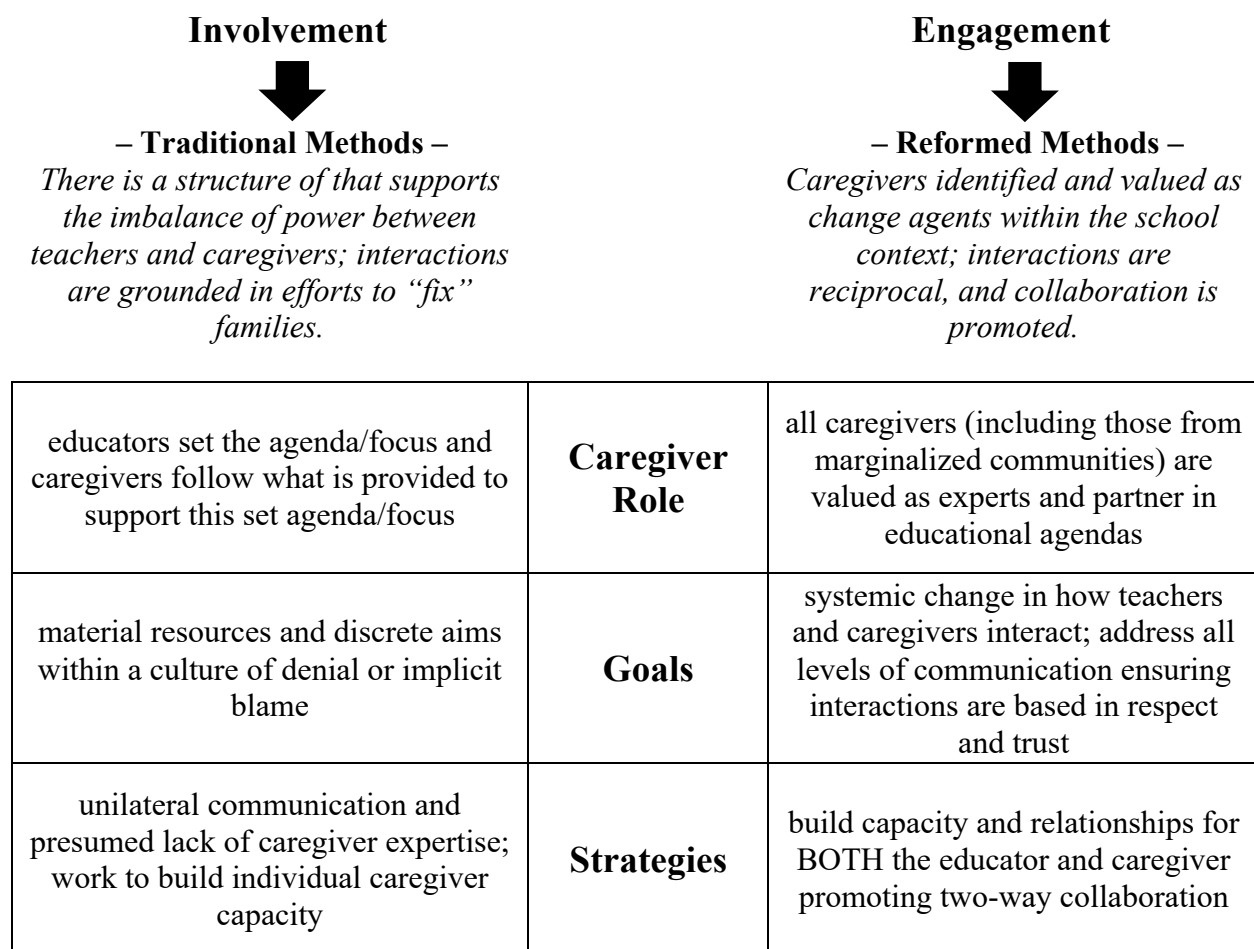 Involvement
– Traditional Methods –
There is a structure of that supports
the imbalance of power between
teachers and caregivers; interactions
are grounded in efforts to “fix”
families.
Engagement
– Reformed Methods –
Caregivers identified and valued as
change agents within the school
context; interactions are
reciprocal, and collaboration is
promoted.
educators set the agenda/focus and
caregivers follow what is provided to
support this set agenda/focus
Caregiver
Role
all caregivers (including those from
marginalized communities) are
valued as experts and partner in
educational agendas
material resources and discrete aims
within a culture of denial or implicit
blame
Goals
systemic change in how teachers
and caregivers interact; address all
levels of communication ensuring
interactions are based in respect
and trust
unilateral communication and
presumed lack of caregiver expertise;
work to build individual caregiver
capacity
Strategies
build capacity and relationships for
BOTH the educator and caregiver
promoting two-way collaboration